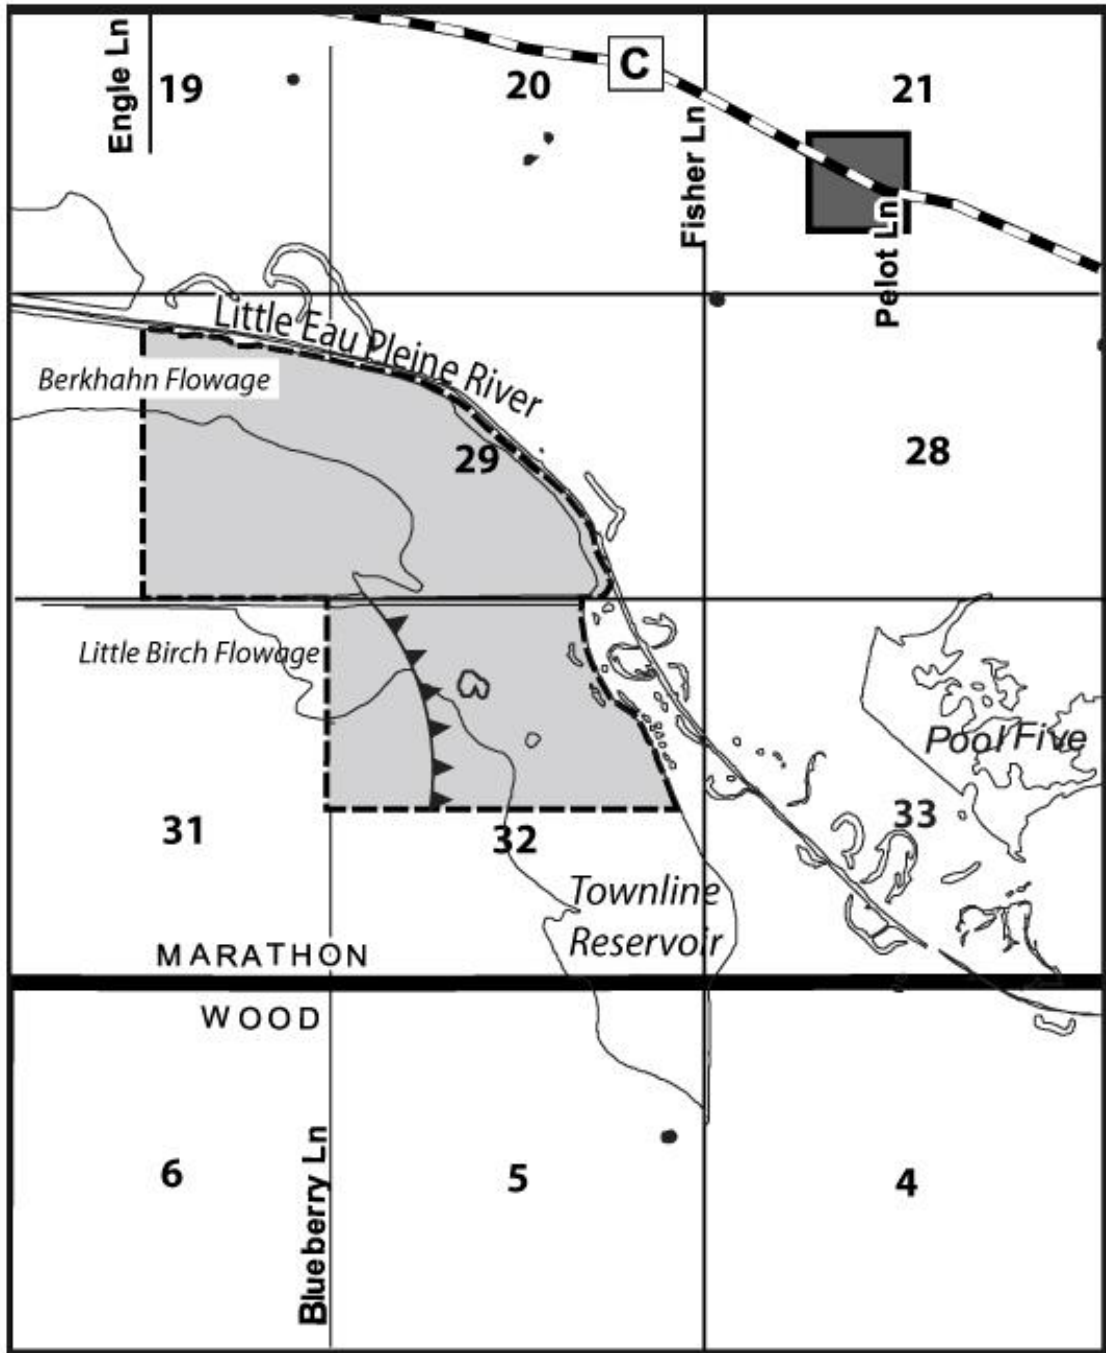 Engle Ln
19
20
C
21
Fisher Ln
Pelot Ln
Little Eau Pleine River
Berkhahn Flowage
29
28
Little Birch Flowage
Pool Five
31
32
33
Townline
Reservoir
MARATHON
WOOD
Blueberry Ln
6
5
4